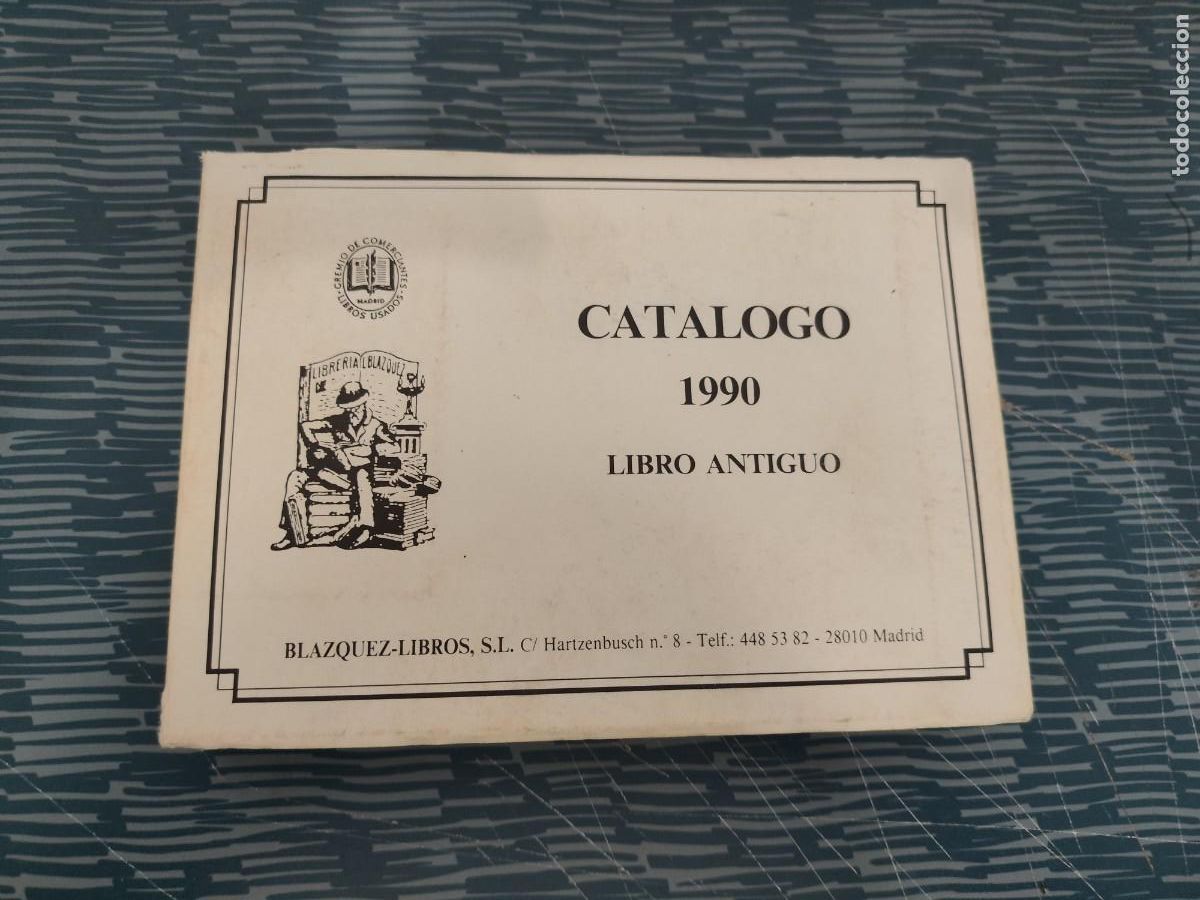 GREMIO DE COMERCIANTES
MADRID
LIBROS USADOS
LIBRERIA L. BLAZQUEZ
DE
CATALOGO
1990
LIBRO ANTIGUO
BLAZQUEZ-LIBROS, S.L. C/ Hartzenbusch n.º 8 - Telf.: 448 53 82 - 28010 Madrid
todocoleccion